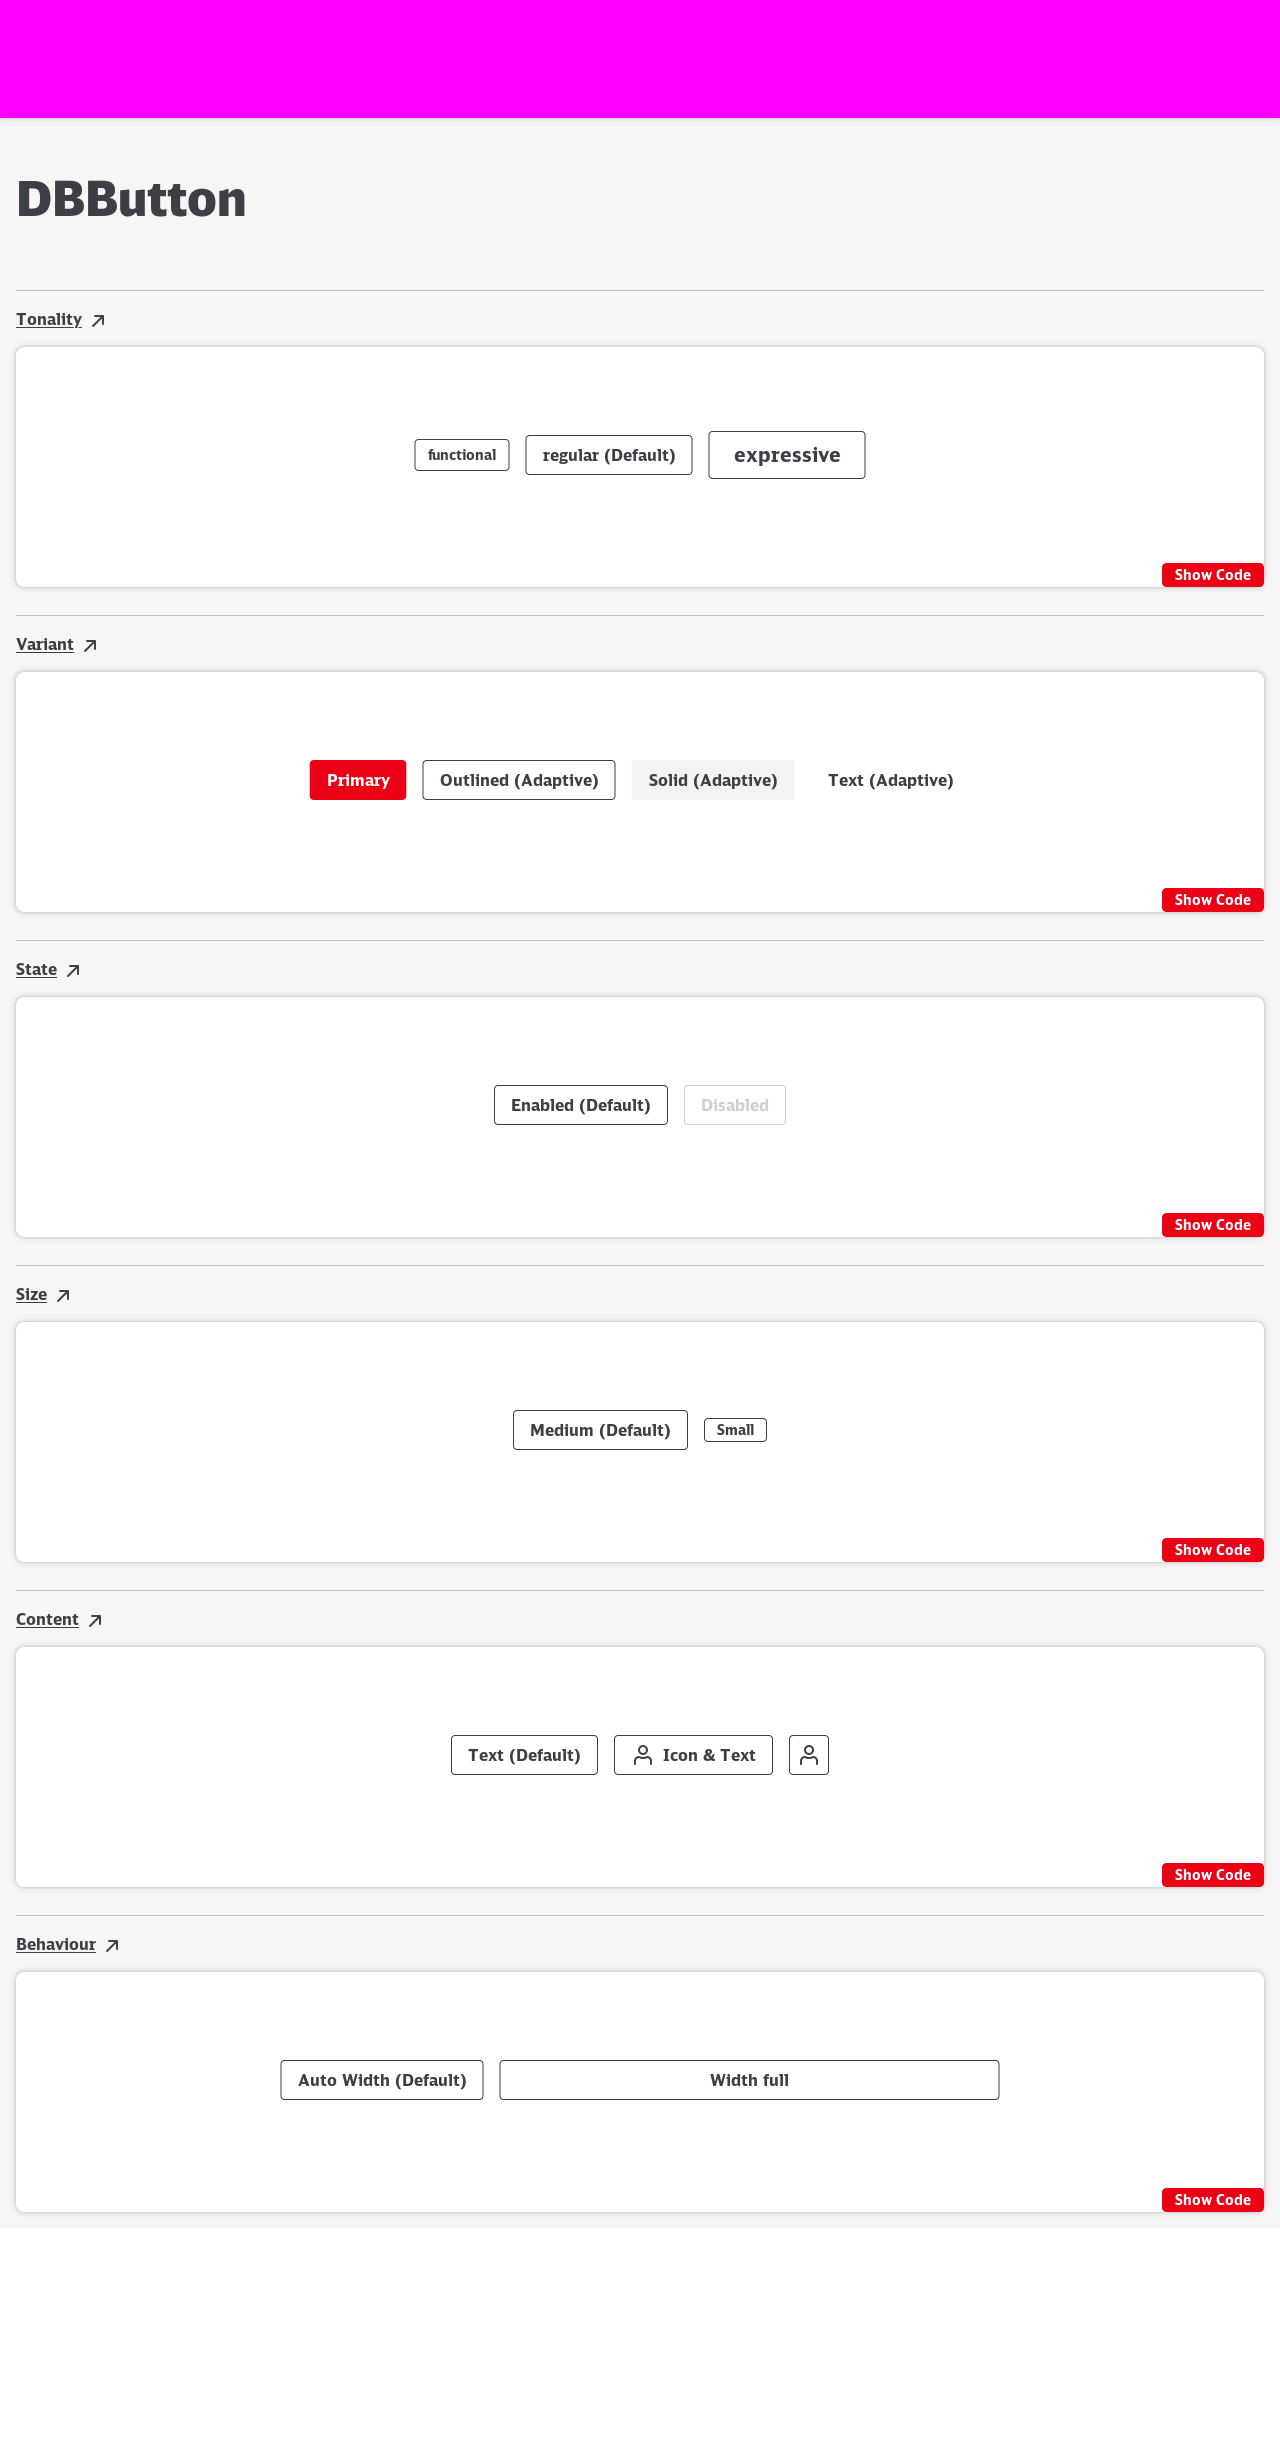 DBButton
Tonality
functional regular (Default) expressive
Show Code
Variant
Primary Outlined (Adaptive) Solid (Adaptive) Text (Adaptive)
Show Code
State
Enabled (Default) Disabled
Show Code
Size
Medium (Default) Small
Show Code
Content
Text (Default) Icon & Text
Show Code
Behaviour
Auto Width (Default) Width full
Show Code